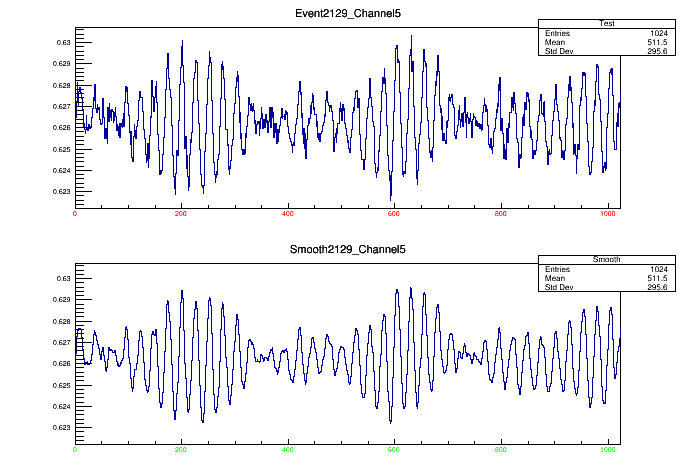 Event2129_Channel5
Test
Entries 1024
Mean 511.5
Std Dev 295.6
0.63
0.629
0.628
0.627
0.626
0.625
0.624
0.623
0 200 400 600 800 1000
Smooth2129_Channel5
Smooth
Entries 1024
Mean 511.5
Std Dev 295.6
0.63
0.629
0.628
0.627
0.626
0.625
0.624
0.623
0 200 400 600 800 1000